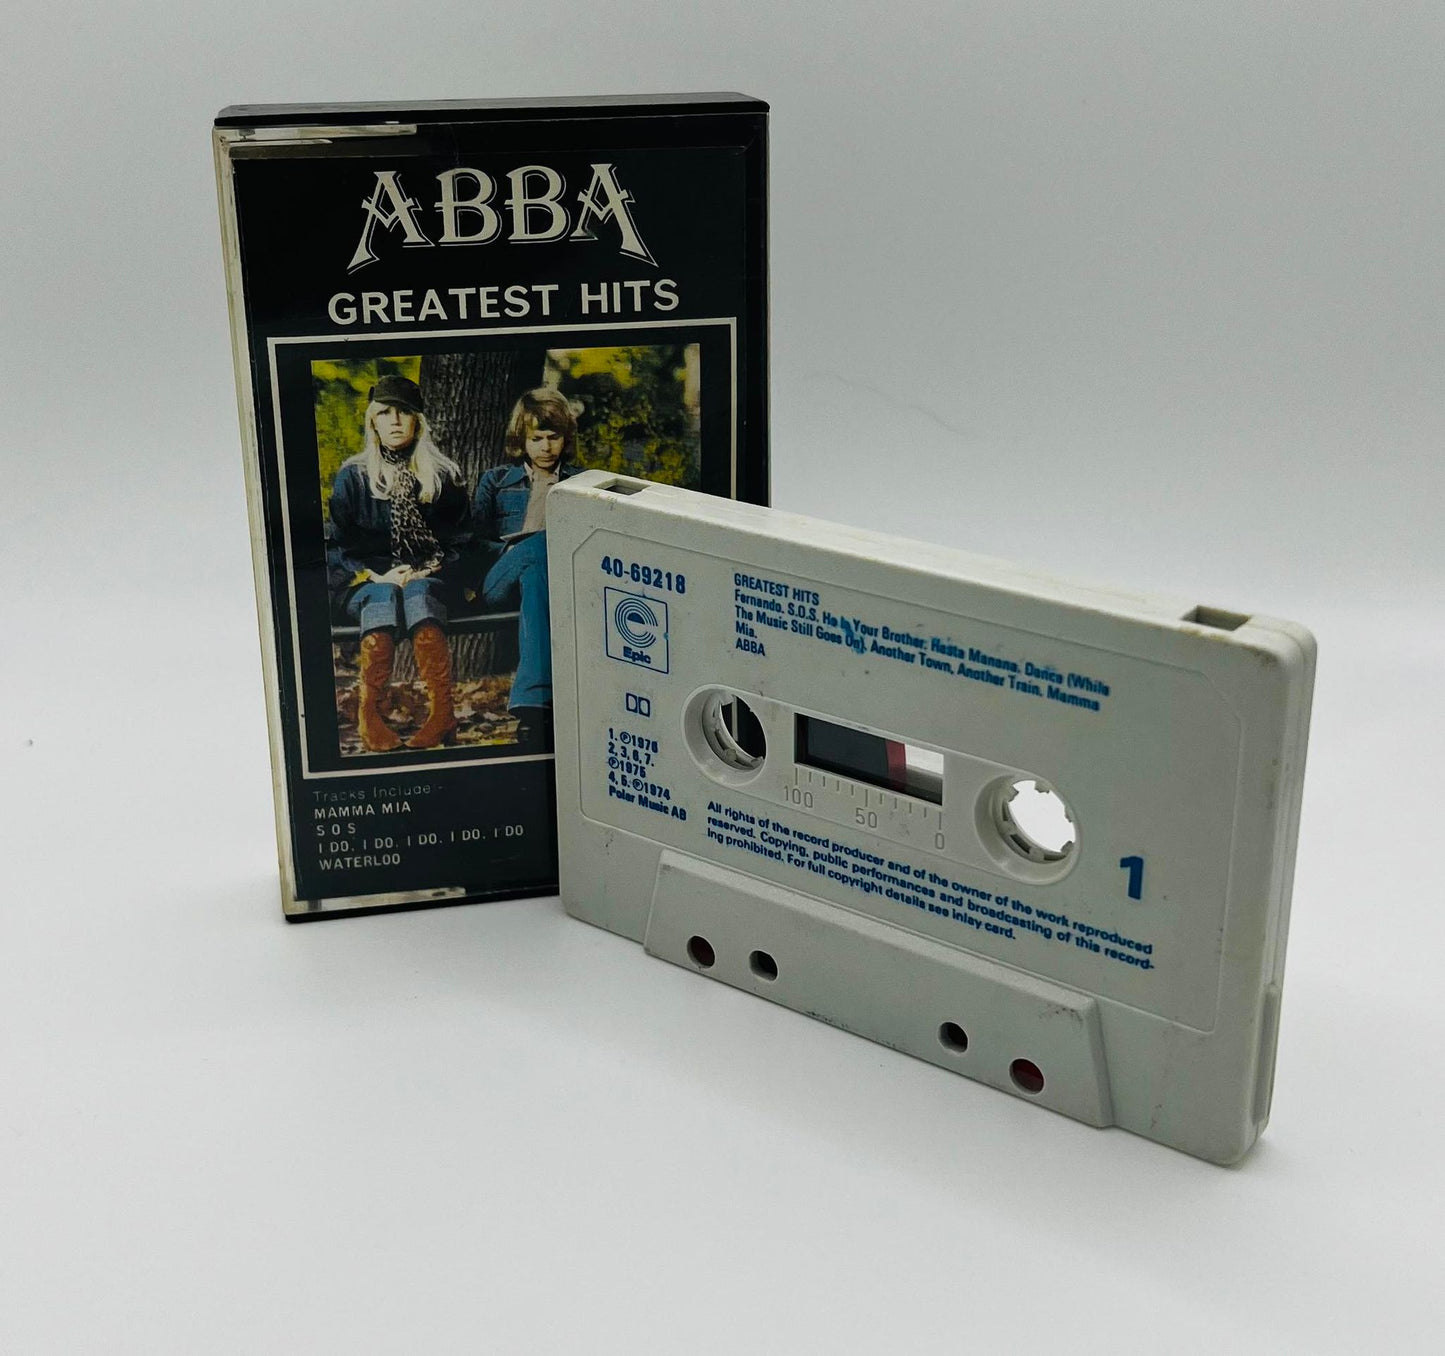 ABBA
GREATEST HITS
Tracks Include:-
MAMMA MIA
S O S
I DO, I DO, I DO, I DO, I DO
WATERLOO
40-69218
Epic
GREATEST HITS
Fernando. S.O.S. He Is Your Brother. Hasta Manana. Dance (While
The Music Still Goes On). Another Town, Another Train. Mamma
Mia.
ABBA
1. ℗1976
2, 3, 6, 7.
℗1975
4, 5. ℗1974
Polar Music AB
100 50 0
All rights of the record producer and of the owner of the work reproduced
reserved. Copying, public performances and broadcasting of this record-
ing prohibited. For full copyright details see inlay card.
1